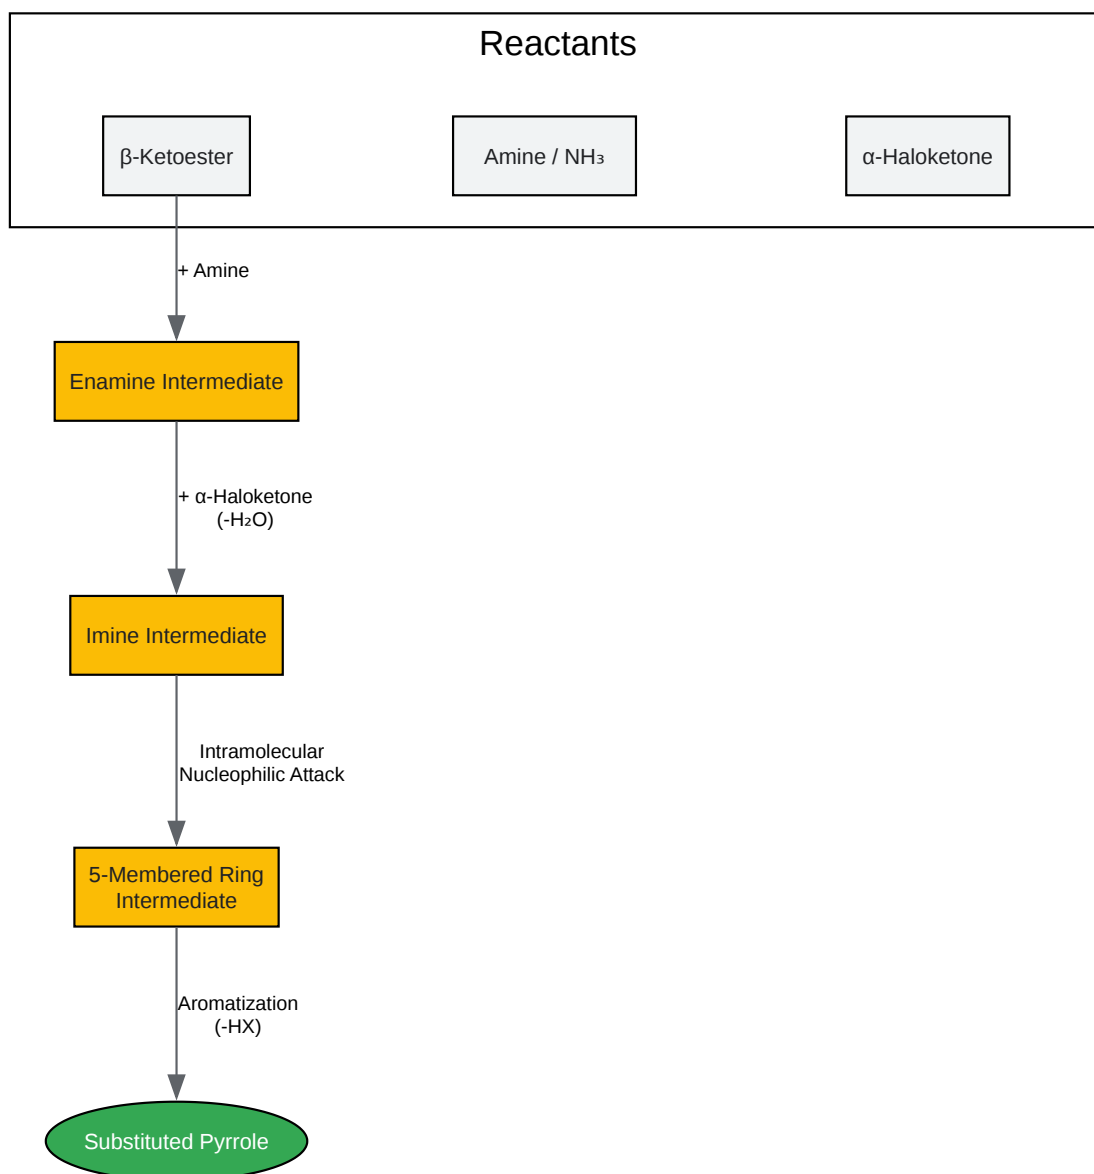 Reactants
β-Ketoester
Amine / NH₃
α-Haloketone
+ Amine
Enamine Intermediate
+ α-Haloketone
(-H₂O)
Imine Intermediate
Intramolecular
Nucleophilic Attack
5-Membered Ring
Intermediate
Aromatization
(-HX)
Substituted Pyrrole